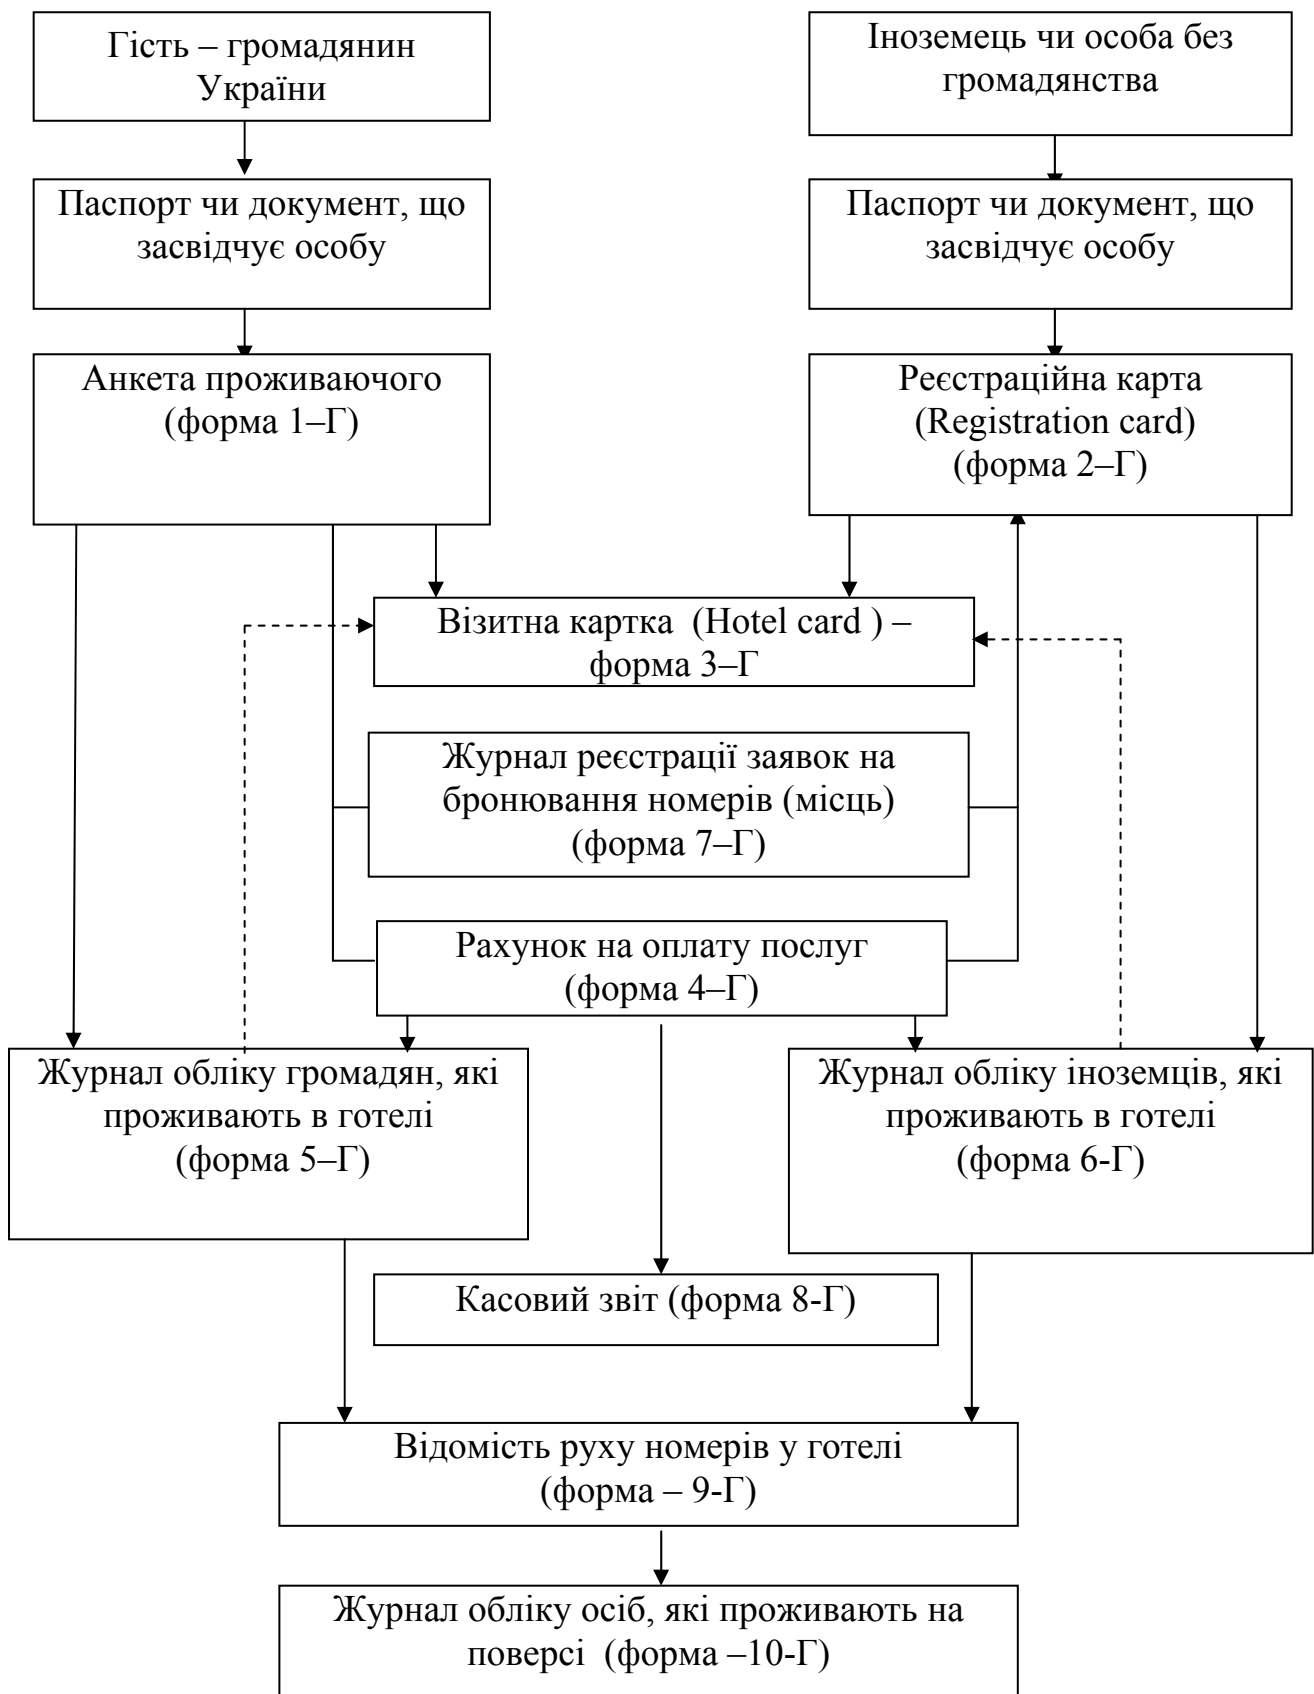 Гість – громадянин
України
Іноземець чи особа без
громадянства
Паспорт чи документ, що
засвідчує особу
Паспорт чи документ, що
засвідчує особу
Анкета проживаючого
(форма 1–Г)
Реєстраційна карта
(Registration card)
(форма 2–Г)
Візитна картка (Hotel card ) –
форма 3–Г
Журнал реєстрації заявок на
бронювання номерів (місць)
(форма 7–Г)
Рахунок на оплату послуг
(форма 4–Г)
Журнал обліку громадян, які
проживають в готелі
(форма 5–Г)
Журнал обліку іноземців, які
проживають в готелі
(форма 6-Г)
Касовий звіт (форма 8-Г)
Відомість руху номерів у готелі
(форма – 9-Г)
Журнал обліку осіб, які проживають на
поверсі (форма –10-Г)